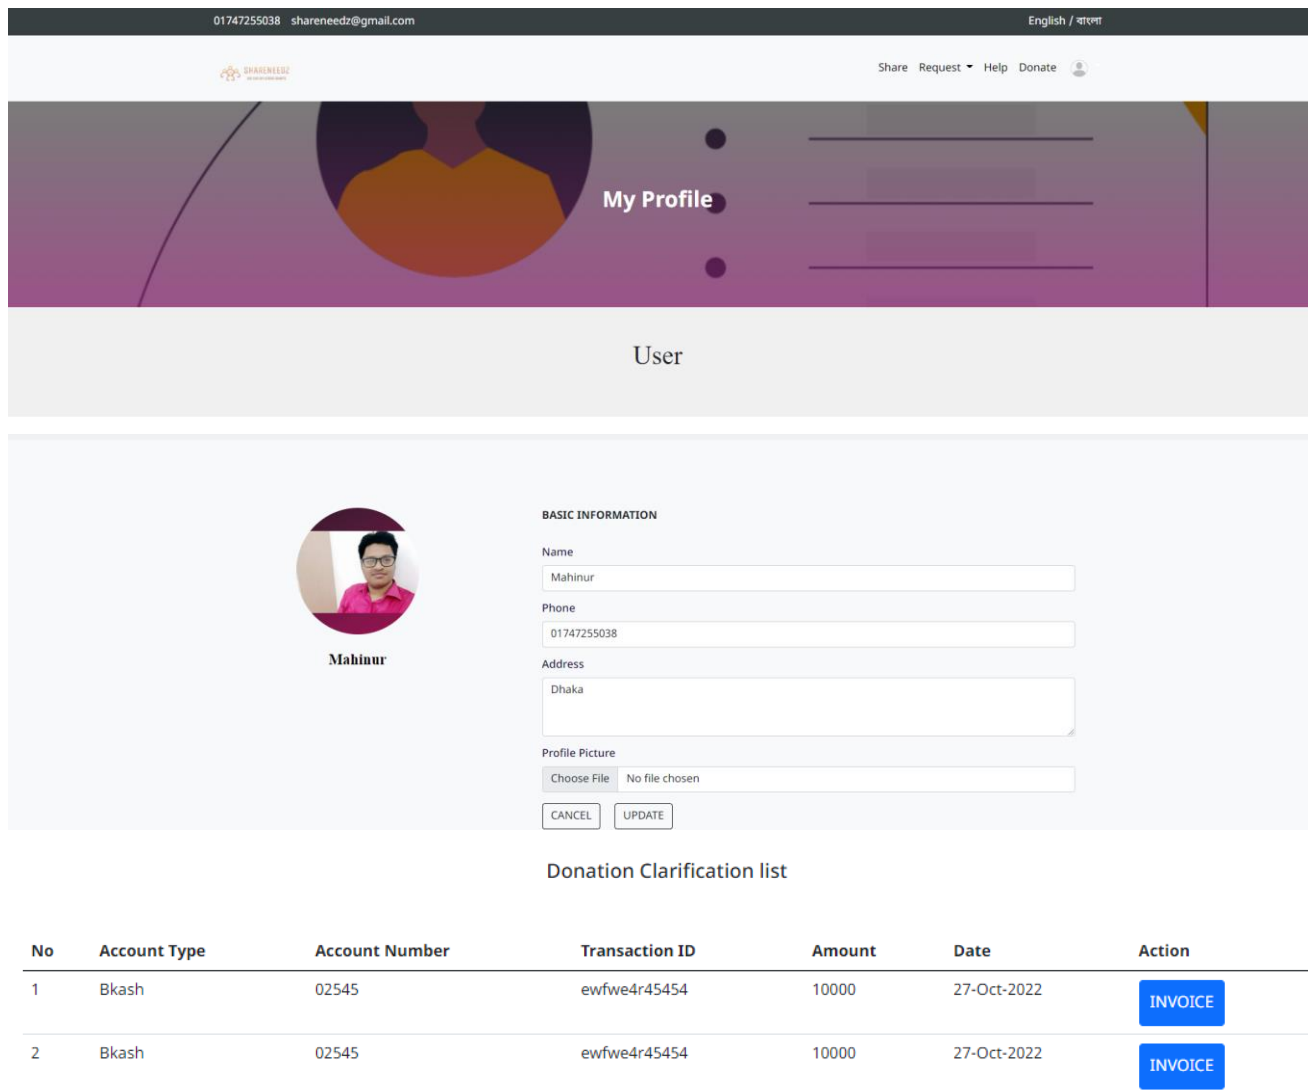 01747255038 shareneedz@gmail.com English / বাংলা
SHARENEEDZ
Share Request Help Donate
My Profile
User
BASIC INFORMATION
Name
Mahinur
Phone
01747255038
Mahinur
Address
Dhaka
Profile Picture
Choose File No file chosen
CANCEL UPDATE
Donation Clarification list
No Account Type Account Number Transaction ID Amount Date Action
1 Bkash 02545 ewfwe4r45454 10000 27-Oct-2022 INVOICE
2 Bkash 02545 ewfwe4r45454 10000 27-Oct-2022 INVOICE